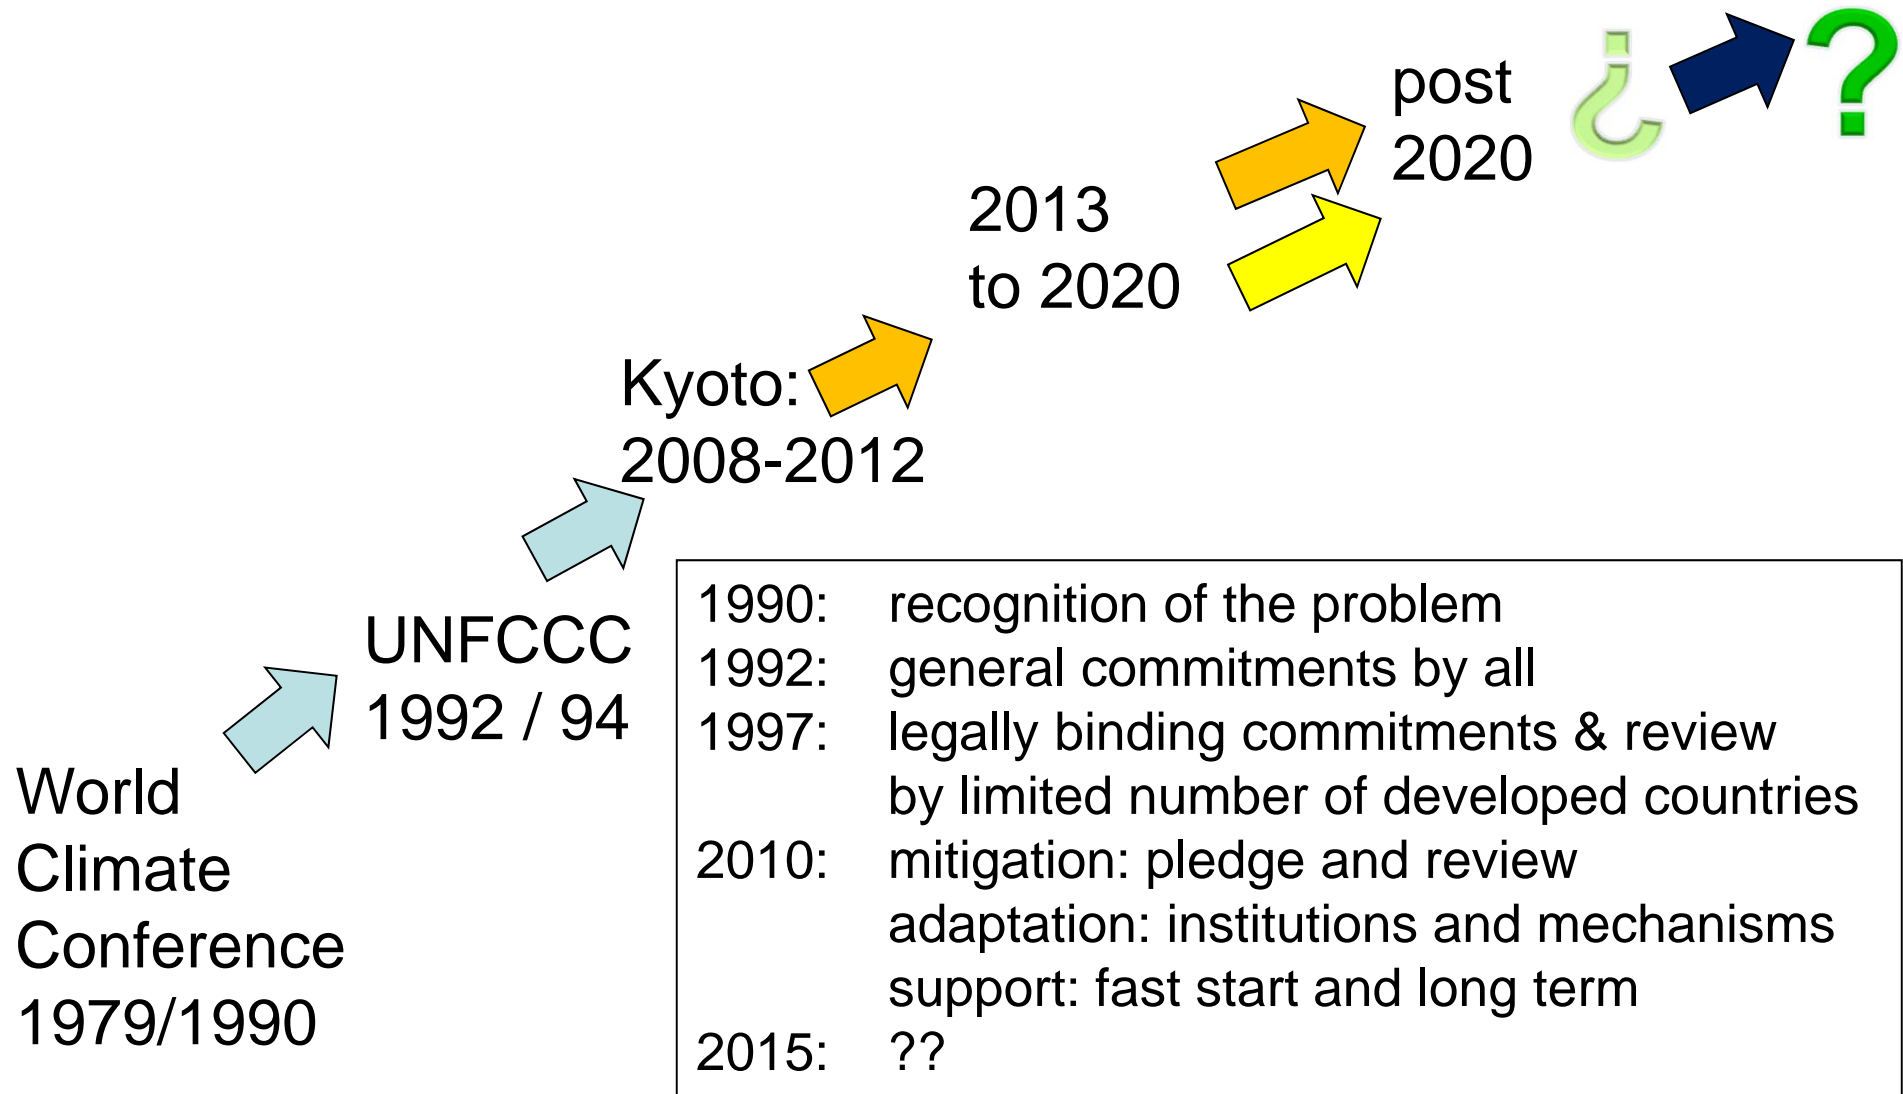 World
Climate
Conference
1979/1990
UNFCCC
1992 / 94
Kyoto:
2008-2012
2013
to 2020
post
2020
¿
?
1990: recognition of the problem
1992: general commitments by all
1997: legally binding commitments & review
by limited number of developed countries
2010: mitigation: pledge and review
adaptation: institutions and mechanisms
support: fast start and long term
2015: ??